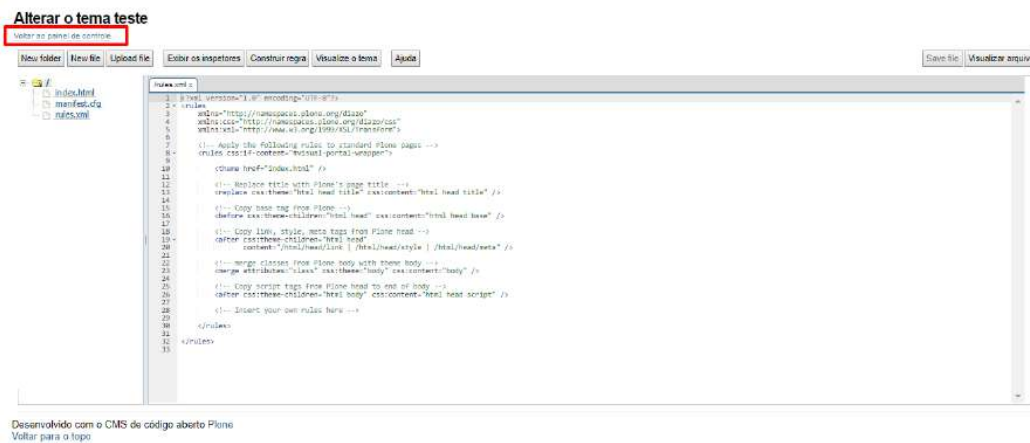 Alterar o tema teste
Voltar ao painel de controle
New folder New file Upload file Exibir os inspetores Construir regra Visualize o tema Ajuda Save file Visualizar arquiv
/
index.html
manifest.cfg
rules.xml
/rules.xml x
1 <?xml version="1.0" encoding="UTF-8"?>
2 <rules
3 xmlns="http://namespaces.plone.org/diazo"
4 xmlns:css="http://namespaces.plone.org/diazo/css"
5 xmlns:xsl="http://www.w3.org/1999/XSL/Transform">
6
7 <!-- Apply the following rules to standard Plone pages -->
8 <rules css:if-content="#visual-portal-wrapper">
9
10 <theme href="index.html" />
11
12 <!-- Replace title with Plone's page title -->
13 <replace css:theme="html head title" css:content="html head title" />
14
15 <!-- Copy base tag from Plone -->
16 <before css:theme-children="html head" css:content="html head base" />
17
18 <!-- Copy link, style, meta tags from Plone head -->
19 <after css:theme-children="html head"
20 content="/html/head/link | /html/head/style | /html/head/meta" />
21
22 <!-- merge classes from Plone body with theme body -->
23 <merge attributes="class" css:theme="body" css:content="body" />
24
25 <!-- Copy script tags from Plone head to end of body -->
26 <after css:theme-children="html body" css:content="html head script" />
27
28 <!-- Insert your own rules here -->
29
30 </rules>
31
32 </rules>
33
Desenvolvido com o CMS de código aberto Plone
Voltar para o topo